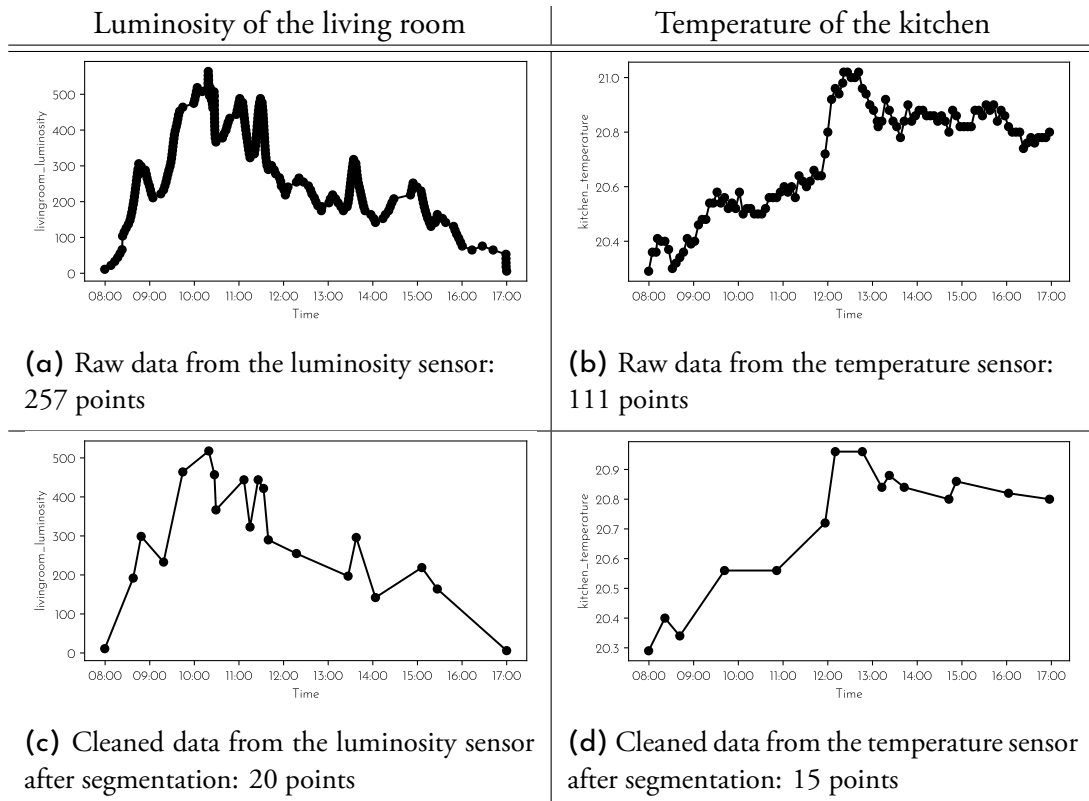 Luminosity of the living room
Temperature of the kitchen
livingroom_luminosity
500
400
300
200
100
0
08:00 09:00 10:00 11:00 12:00 13:00 14:00 15:00 16:00 17:00
Time
(a) Raw data from the luminosity sensor:
257 points
kitchen_temperature
21.0
20.8
20.6
20.4
08:00 09:00 10:00 11:00 12:00 13:00 14:00 15:00 16:00 17:00
Time
(b) Raw data from the temperature sensor:
111 points
livingroom_luminosity
500
400
300
200
100
0
08:00 09:00 10:00 11:00 12:00 13:00 14:00 15:00 16:00 17:00
Time
(c) Cleaned data from the luminosity sensor
after segmentation: 20 points
kitchen_temperature
20.9
20.8
20.7
20.6
20.5
20.4
20.3
08:00 09:00 10:00 11:00 12:00 13:00 14:00 15:00 16:00 17:00
Time
(d) Cleaned data from the temperature sensor
after segmentation: 15 points